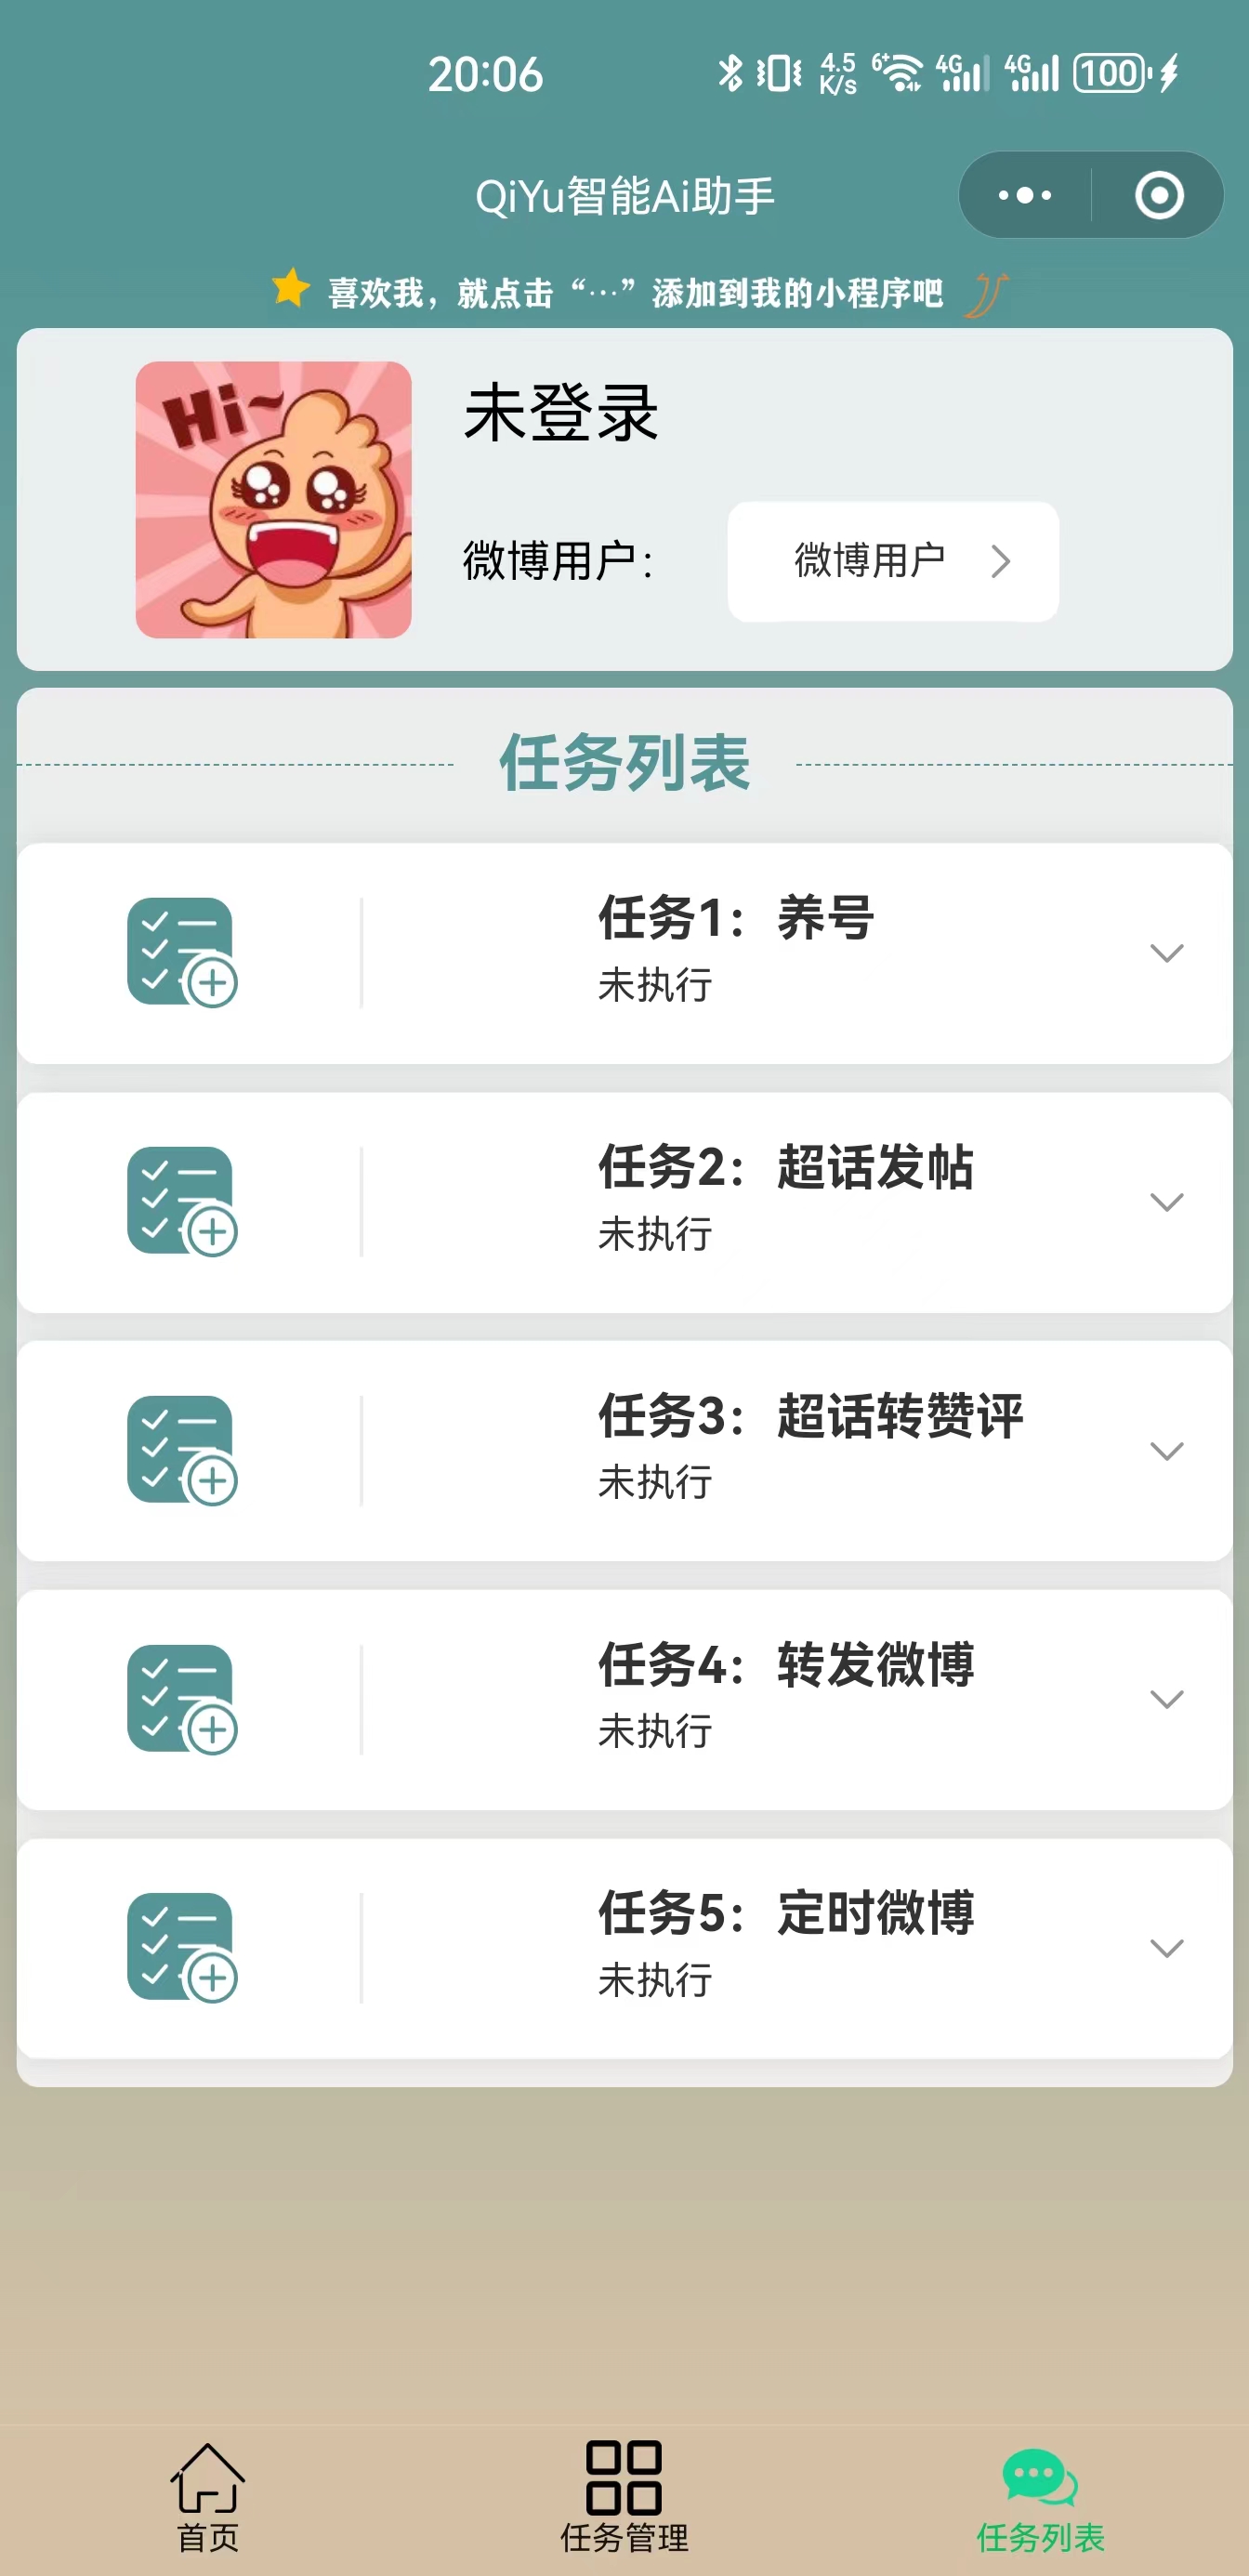 20:06
4.5
K/s
6+
4G
4G
100
QiYu智能Ai助手
喜欢我，就点击“···”添加到我的小程序吧
Hi~
未登录
微博用户：
微博用户
任务列表
任务1：养号
未执行
任务2：超话发帖
未执行
任务3：超话转赞评
未执行
任务4：转发微博
未执行
任务5：定时微博
未执行
首页
任务管理
任务列表